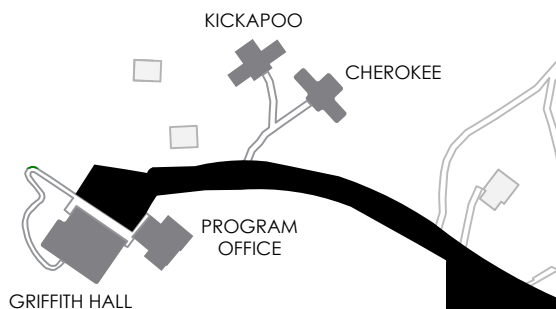 KICKAPOO
CHEROKEE
PROGRAM
OFFICE
GRIFFITH HALL